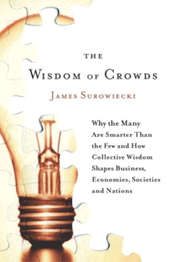 THE
WISDOM OF CROWDS
JAMES SUROWIECKI
Why the Many
Are Smarter Than
the Few and How
Collective Wisdom
Shapes Business,
Economies, Societies
and Nations